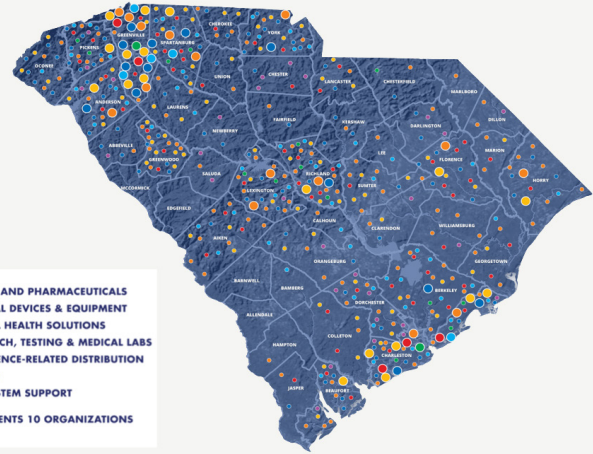 CHEROKEE
GREENVILLE
SPARTANBURG
YORK
PICKENS
OCONEE
UNION
CHESTER
LANCASTER
CHESTERFIELD
MARLBORO
ANDERSON
LAURENS
FAIRFIELD
KERSHAW
DARLINGTON
DILLON
ABBEVILLE
NEWBERRY
LEE
MARION
GREENWOOD
FLORENCE
SALUDA
RICHLAND
HORRY
MCCORMICK
LEXINGTON
SUMTER
EDGEFIELD
CALHOUN
CLARENDON
WILLIAMSBURG
AIKEN
ORANGEBURG
GEORGETOWN
BARNWELL
BAMBERG
BERKELEY
DORCHESTER
ALLENDALE
COLLETON
HAMPTON
CHARLESTON
JASPER
BEAUFORT
AND PHARMACEUTICALS
DEVICES & EQUIPMENT
HEALTH SOLUTIONS
CH, TESTING & MEDICAL LABS
ENCE-RELATED DISTRIBUTION
STEM SUPPORT
ENTS 10 ORGANIZATIONS